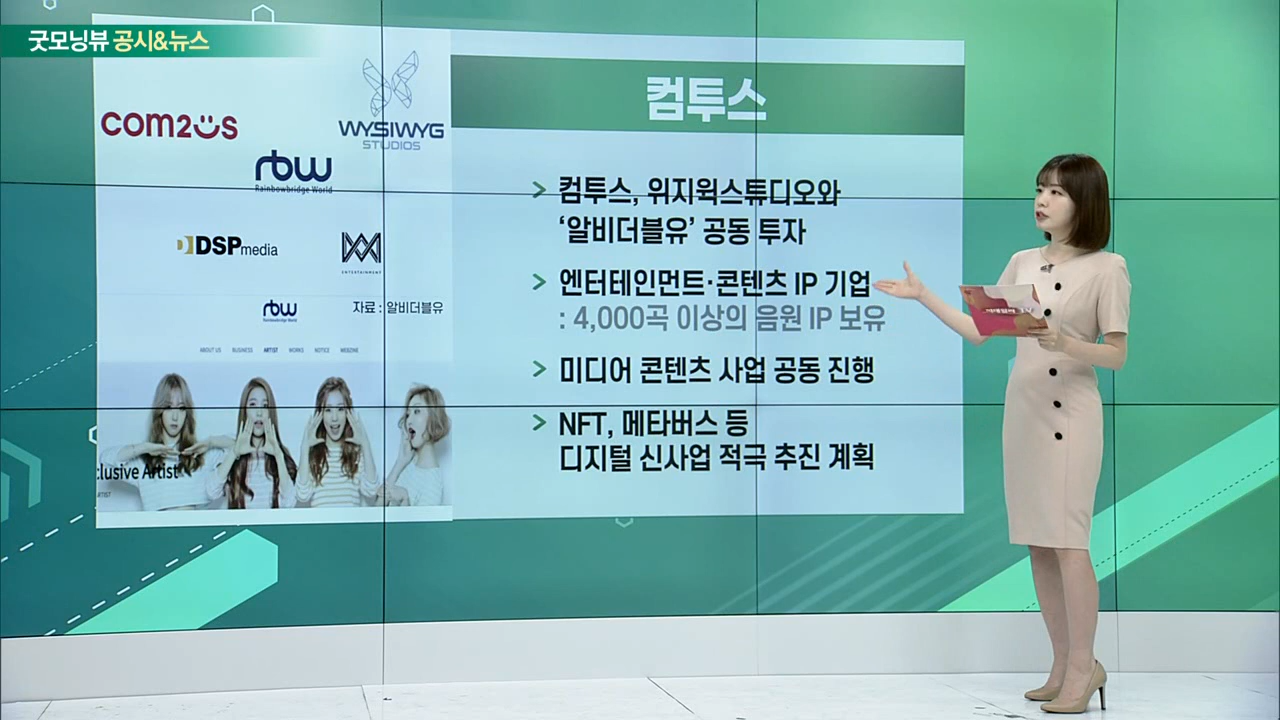 굿모닝뷰 공시&뉴스
com2us
WYSIWYG
STUDIOS
rbw
Rainbowbridge World
DSPmedia
ENTERTAINMENT
rbw
Rainbowbridge World
자료 : 알비더블유
ABOUT US BUSINESS ARTIST WORKS NOTICE WEBZINE
clusive Artist
ARTIST
컴투스
> 컴투스, 위지윅스튜디오와
‘알비더블유’ 공동 투자
> 엔터테인먼트·콘텐츠 IP 기업
: 4,000곡 이상의 음원 IP 보유
> 미디어 콘텐츠 사업 공동 진행
> NFT, 메타버스 등
디지털 신사업 적극 추진 계획